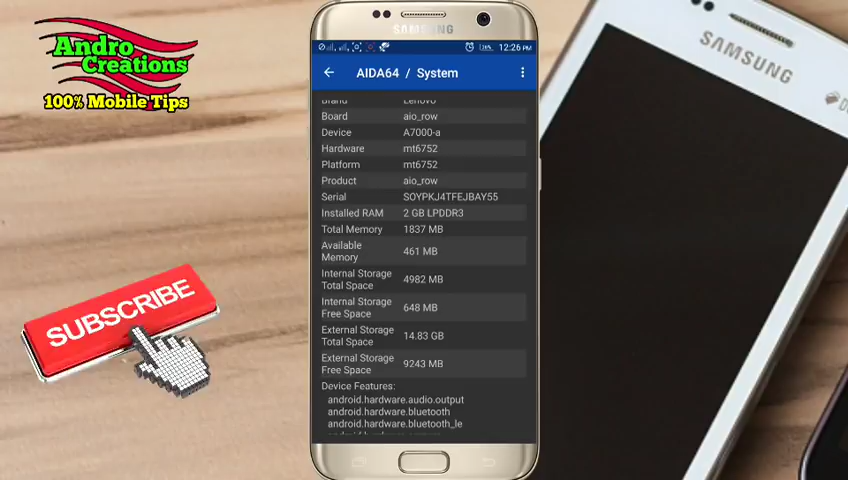 Andro
Creations
100% Mobile Tips
SUBSCRIBE
SAMSUNG
12:26 PM
AIDA64 / System
Brand Lenovo
Board aio_row
Device A7000-a
Hardware mt6752
Platform mt6752
Product aio_row
Serial SOYPKJ4TFEJBAY55
Installed RAM 2 GB LPDDR3
Total Memory 1837 MB
Available
Memory 461 MB
Internal Storage
Total Space 4982 MB
Internal Storage
Free Space 648 MB
External Storage
Total Space 14.83 GB
External Storage
Free Space 9243 MB
Device Features:
android.hardware.audio.output
android.hardware.bluetooth
android.hardware.bluetooth_le
SAMSUNG